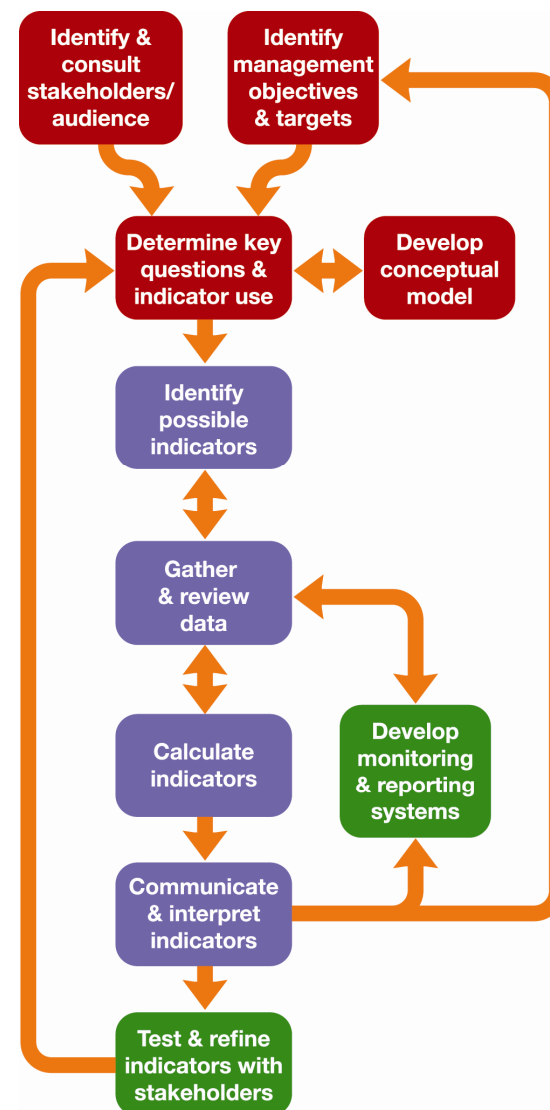 Identify &
consult
stakeholders/
audience
Identify
management
objectives
& targets
Determine key
questions &
indicator use
Develop
conceptual
model
Identify
possible
indicators
Gather
& review
data
Calculate
indicators
Develop
monitoring
& reporting
systems
Communicate
& interpret
indicators
Test & refine
indicators with
stakeholders